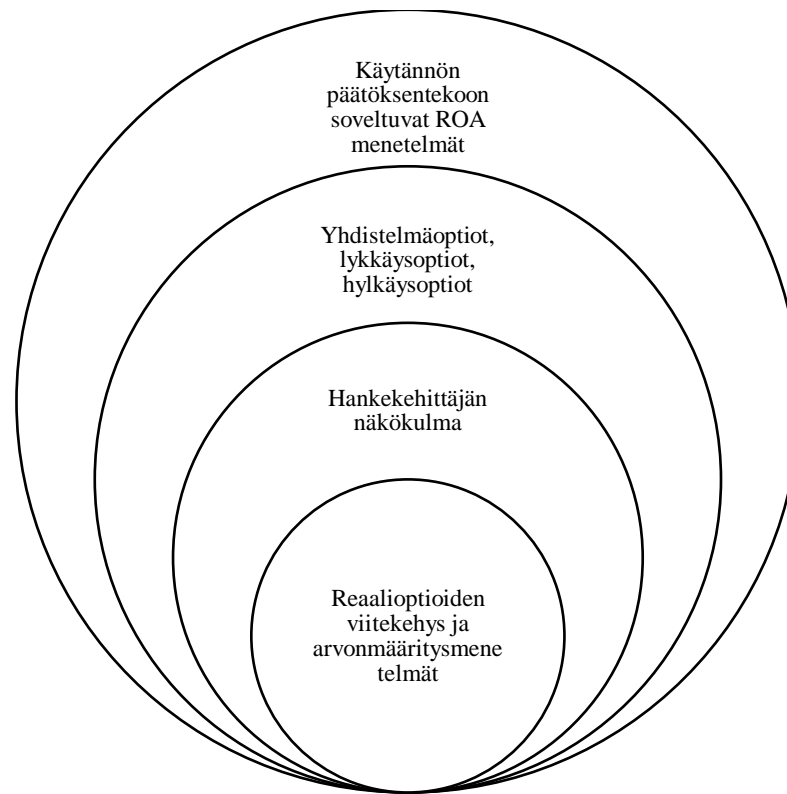 Käytännön
päätöksentekoon
soveltuvat ROA
menetelmät
Yhdistelmäoptiot,
lykkäysoptiot,
hylkäysoptiot
Hankekehittäjän
näkökulma
Reaalioptioiden
viitekehys ja
arvonmääritysmene
telmät